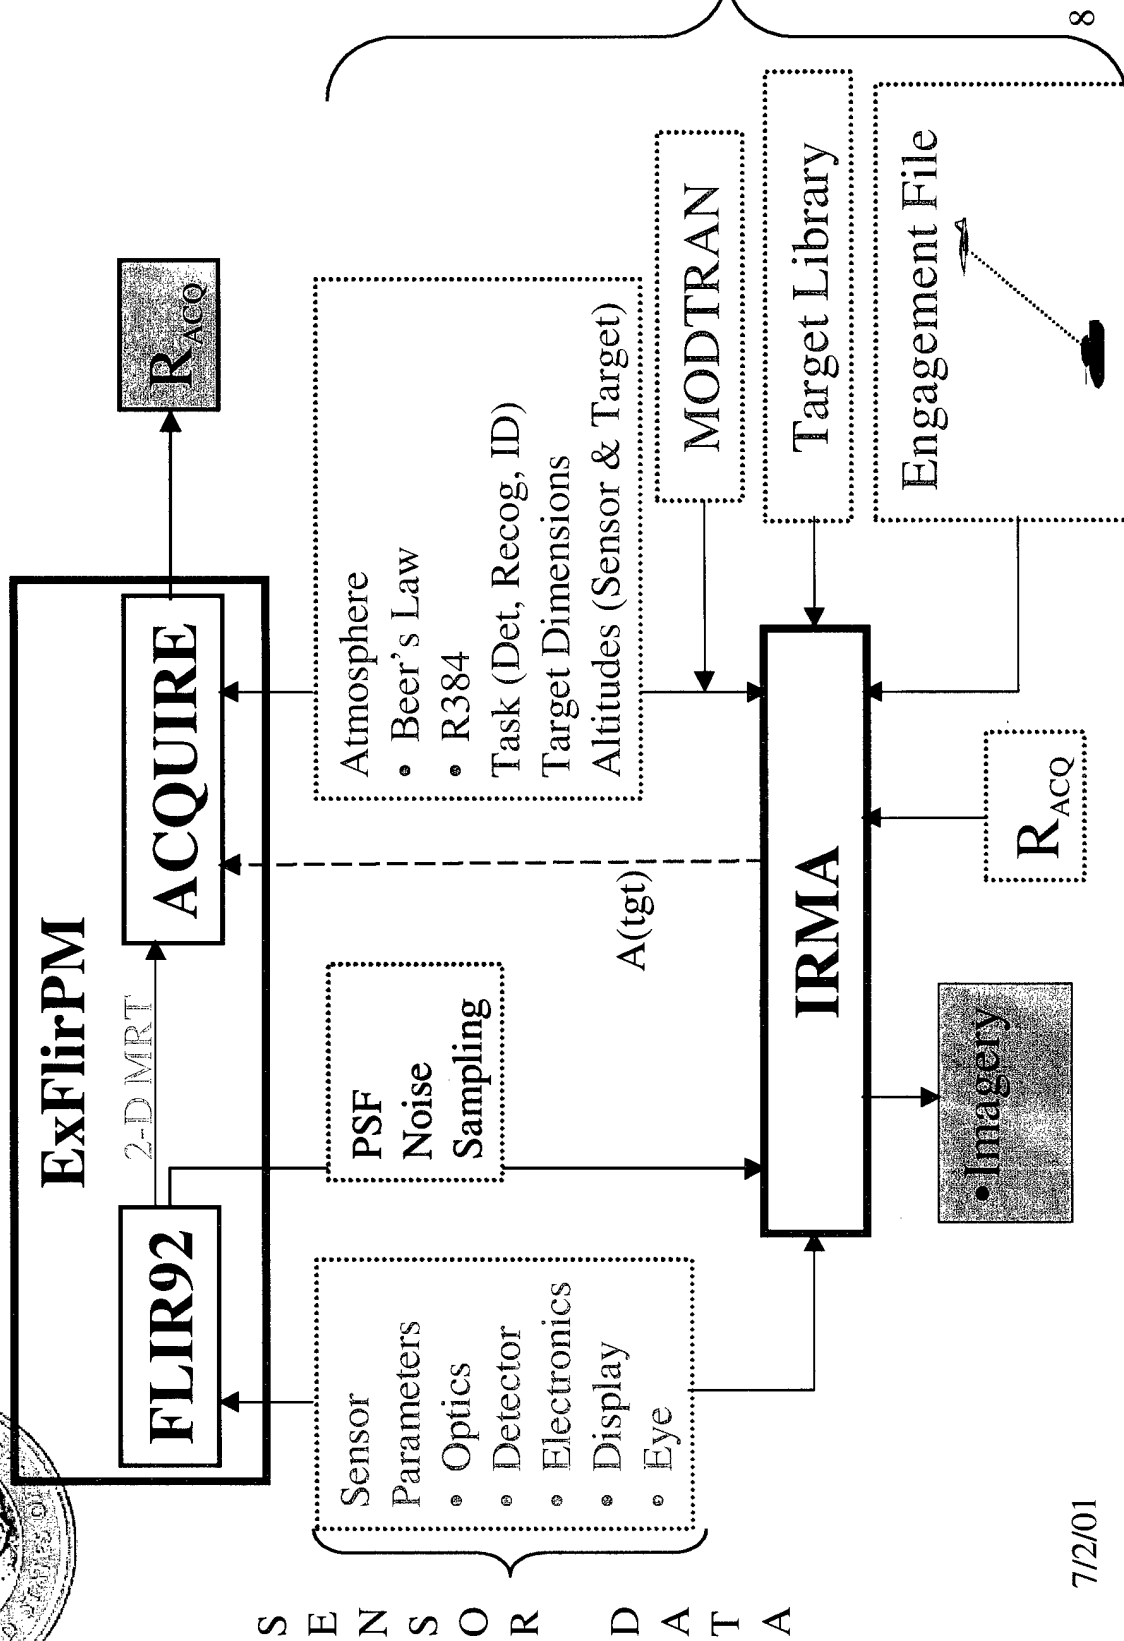 ExFlirPM
FLIR92
2-D MRT
ACQUIRE
R ACQ
S E N S O R D A T A
Sensor
Parameters
• Optics
• Detector
• Electronics
• Display
• Eye
PSF
Noise
Sampling
A(tgt)
Atmosphere
• Beer's Law
• R384
Task (Det, Recog, ID)
Target Dimensions
Altitudes (Sensor & Target)
MODTRAN
Target Library
Engagement File
IRMA
R ACQ
• Imagery
7/2/01
8